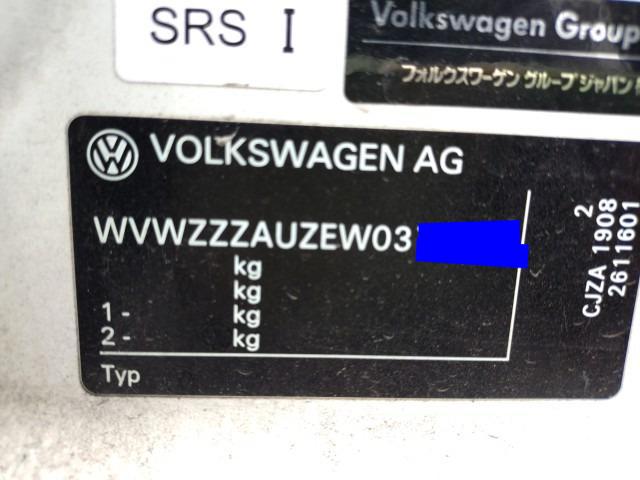 SRS I
Volkswagen Group
フォルクスワーゲン グループ ジャパン
VOLKSWAGEN AG
WVWZZZAUZEW03
kg
kg
1 - kg
2 - kg
Typ
2
CJZA 1908
2611601